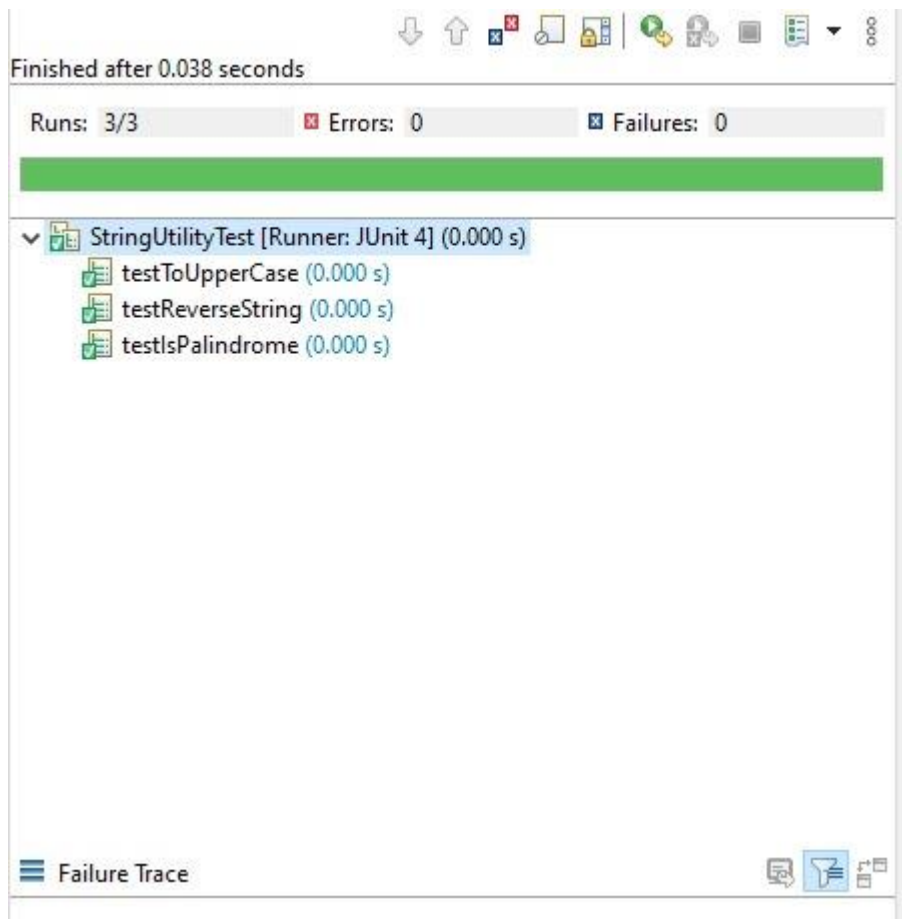 Finished after 0.038 seconds
Runs: 3/3 Errors: 0 Failures: 0
StringUtilityTest [Runner: JUnit 4] (0.000 s)
testToUpperCase (0.000 s)
testReverseString (0.000 s)
testIsPalindrome (0.000 s)
Failure Trace